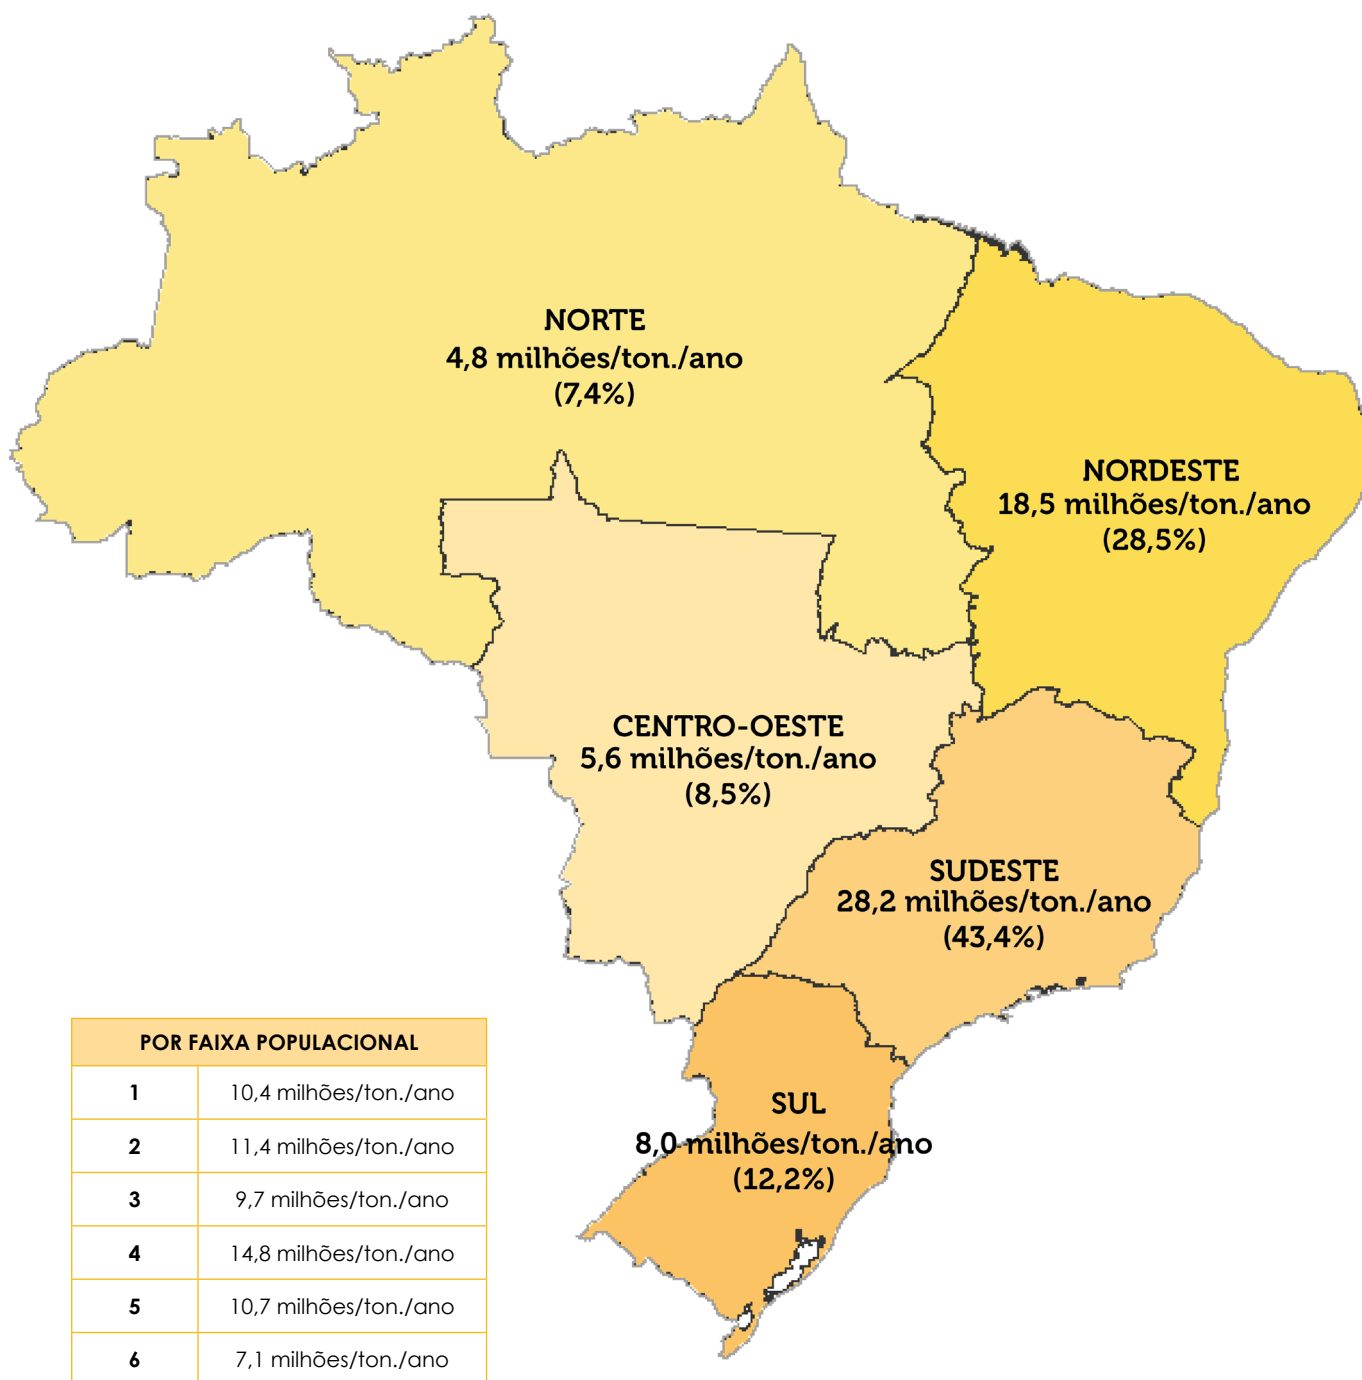 NORTE
4,8 milhões/ton./ano
(7,4%)
NORDESTE
18,5 milhões/ton./ano
(28,5%)
CENTRO-OESTE
5,6 milhões/ton./ano
(8,5%)
SUDESTE
28,2 milhões/ton./ano
(43,4%)
SUL
8,0 milhões/ton./ano
(12,2%)
POR FAIXA POPULACIONAL
1 10,4 milhões/ton./ano
2 11,4 milhões/ton./ano
3 9,7 milhões/ton./ano
4 14,8 milhões/ton./ano
5 10,7 milhões/ton./ano
6 7,1 milhões/ton./ano